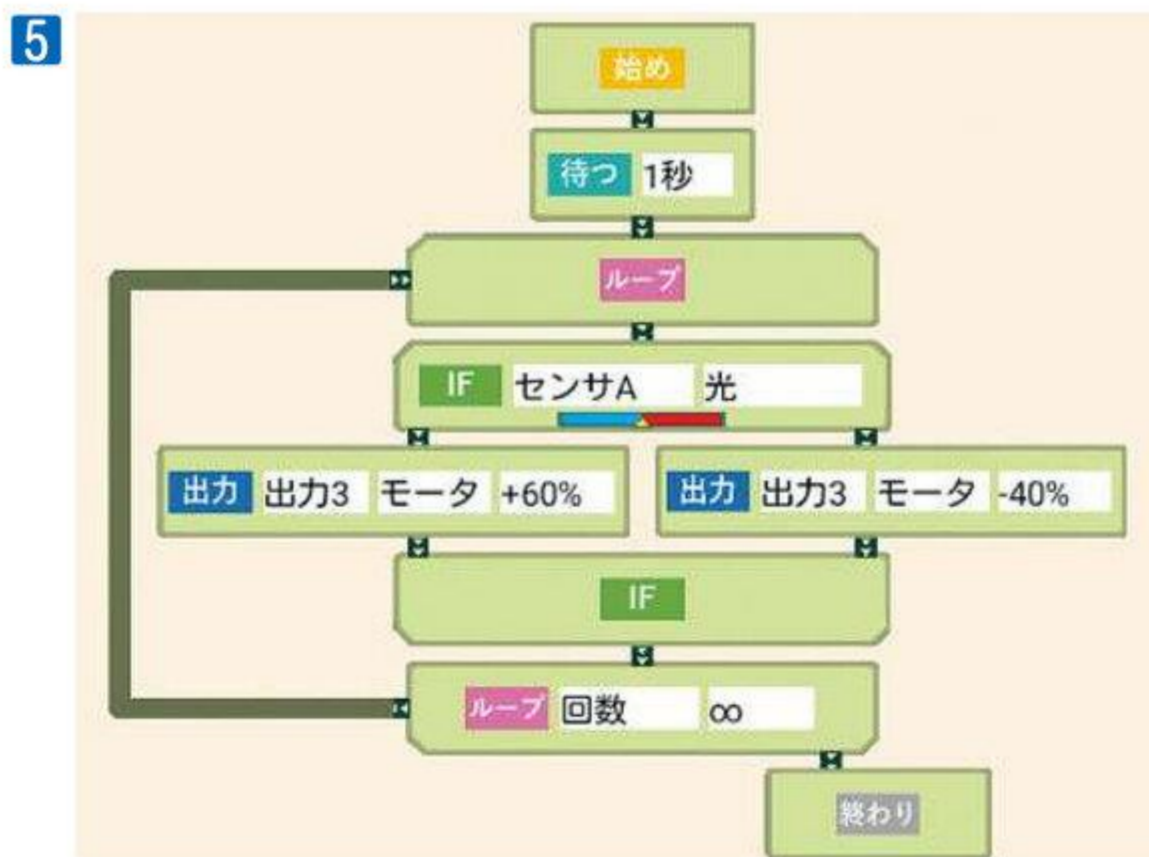 5
始め
待つ 1秒
ループ
IF センサA 光
出力 出力3 モータ +60%
出力 出力3 モータ -40%
IF
ループ 回数 ∞
終わり